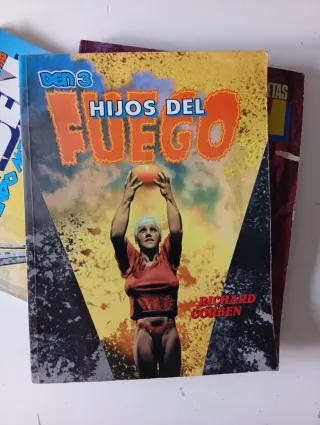 DEN 3
HIJOS DEL
FUEGO
RICHARD
CORBEN